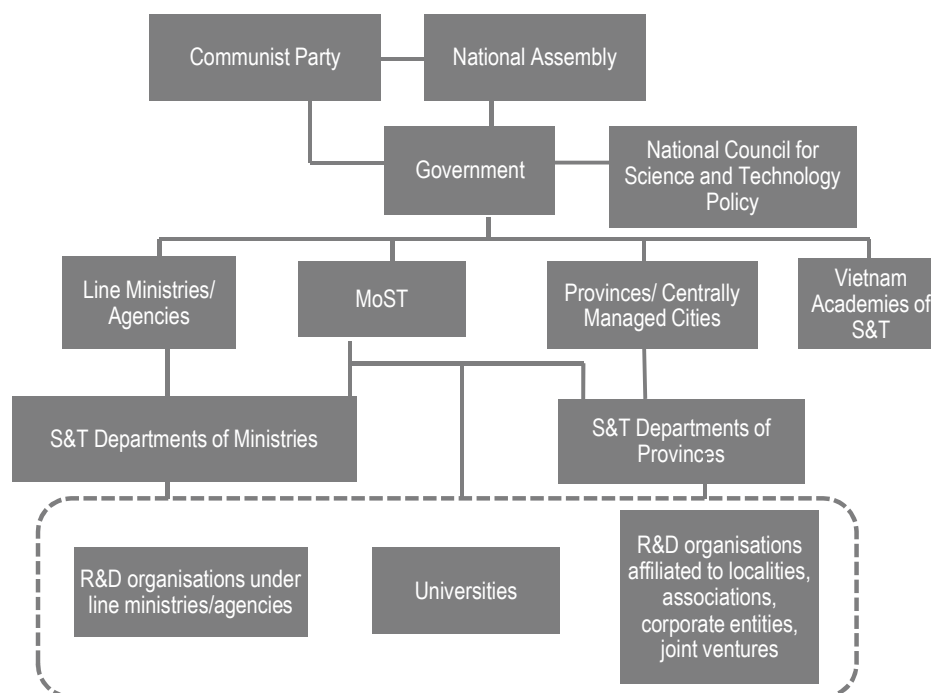 Communist Party
National Assembly
Government
National Council for
Science and Technology
Policy
Line Ministries/
Agencies
MoST
Provinces/ Centrally
Managed Cities
Vietnam
Academies of
S&T
S&T Departments of Ministries
S&T Departments of
Provinces
R&D organisations under
line ministries/agencies
Universities
R&D organisations
affiliated to localities,
associations,
corporate entities,
joint ventures